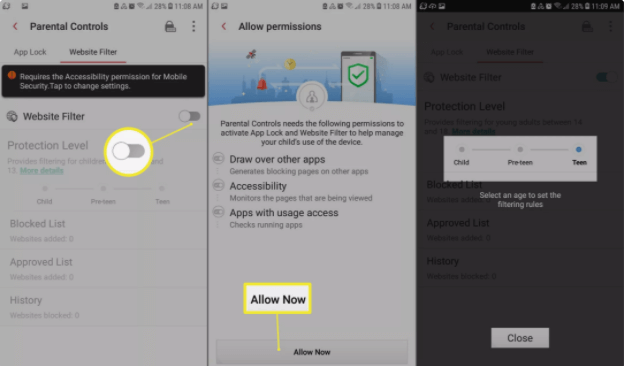 28% 11:08 AM
Parental Controls
App Lock Website Filter
Requires the Accessibility permission for Mobile
Security.Tap to change settings.
Website Filter
Protection Level
Provides filtering for children and
More details
Child Pre-teen Teen
Blocked List
Websites added: 0
Approved List
Websites added: 0
History
Websites blocked: 0
28% 11:08 AM
Allow permissions
Parental Controls needs the following permissions to
activate App Lock and Website Filter to help manage
your child's use of the device.
Draw over other apps
Generates blocking pages on other apps
Accessibility
Monitors the pages that are being viewed
Apps with usage access
Checks running apps
Allow Now
Allow Now
28% 11:09 AM
Parental Controls
App Lock Website Filter
Website Filter
Protection Level
Provides filtering for young adults between 14
and 18. More details
Child Pre-teen Teen
Select an age to set the
filtering rules
Blocked List
Websites added: 0
Approved List
Websites added: 0
History
Websites blocked: 0
Close